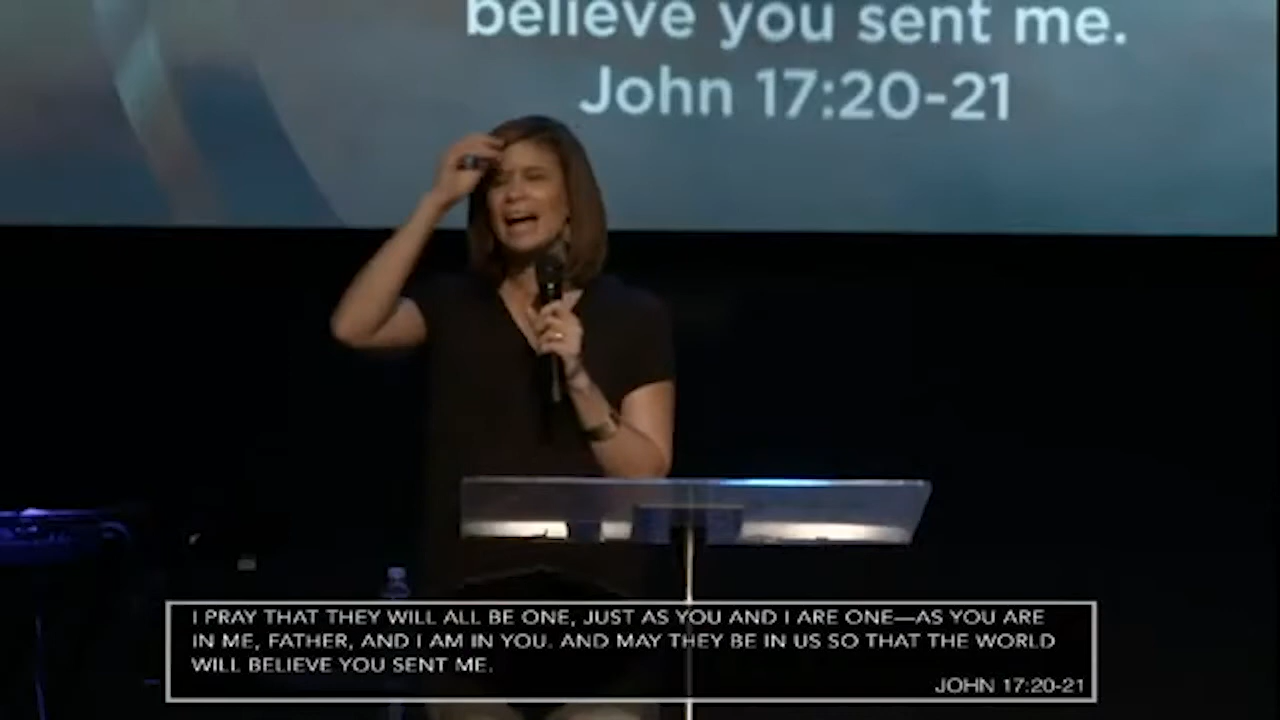 believe you sent me.
John 17:20-21
I PRAY THAT THEY WILL ALL BE ONE, JUST AS YOU AND I ARE ONE—AS YOU ARE
IN ME, FATHER, AND I AM IN YOU. AND MAY THEY BE IN US SO THAT THE WORLD
WILL BELIEVE YOU SENT ME.
JOHN 17:20-21